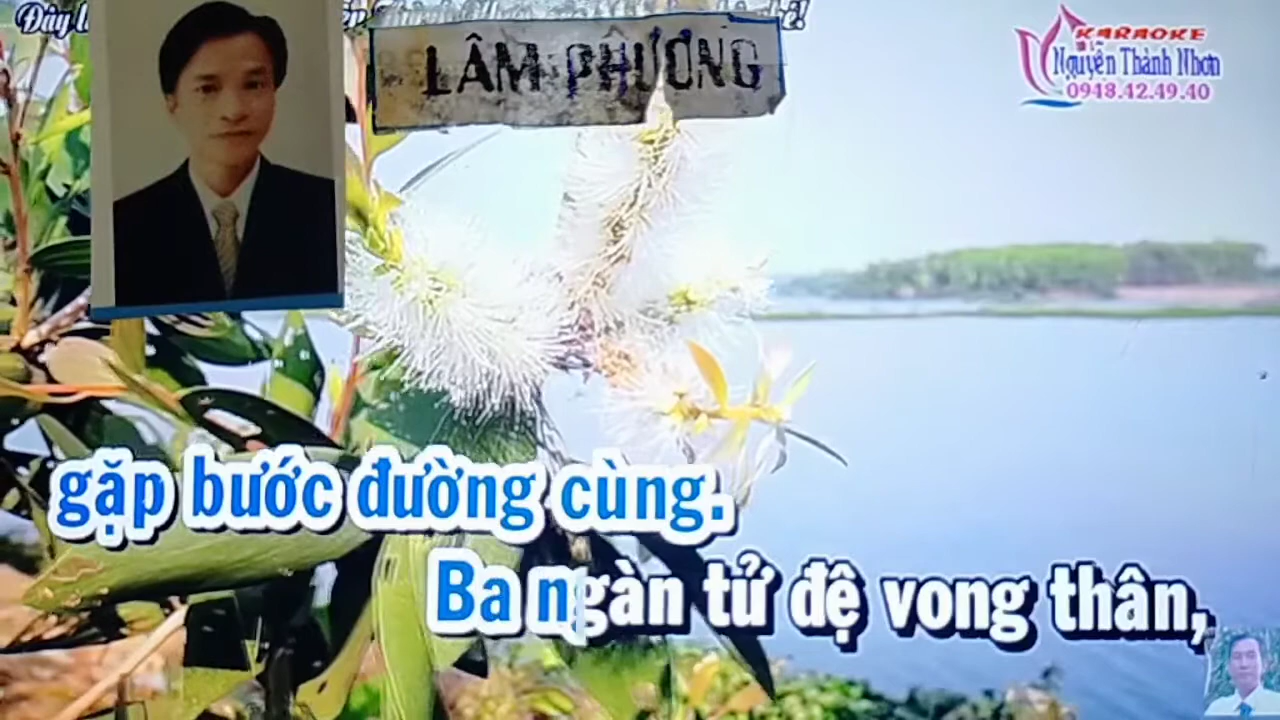 Đây l
LÂM PHƯƠNG
KARAOKE
Nguyễn Thành Nhơn
0948.42.49.40
gặp bước đường cùng.
Ba ngàn tử đệ vong thân,